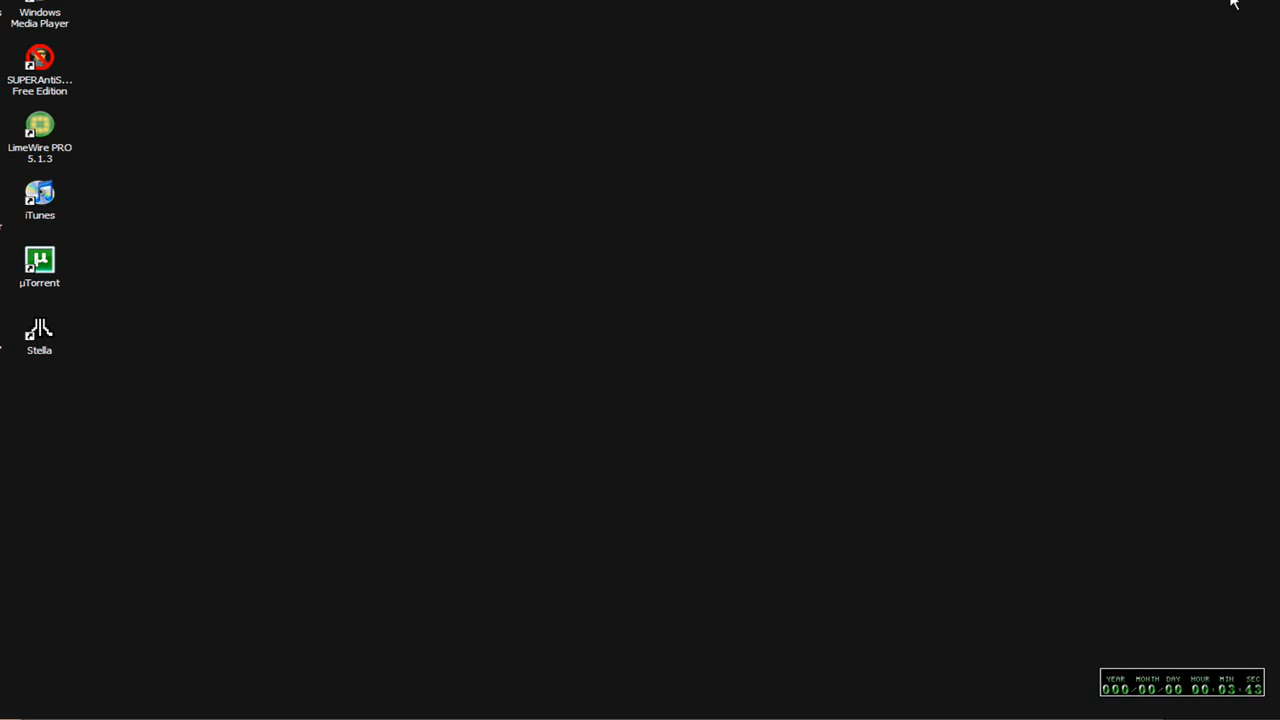 Windows
Media Player
SUPERAntiS...
Free Edition
LimeWire PRO
5.1.3
iTunes
µ
µTorrent
Stella
YEAR MONTH DAY HOUR MIN SEC
000/00/00 00:03:43